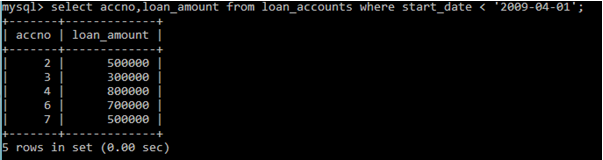 mysql> select accno,loan_amount from loan_accounts where start_date < '2009-04-01';
+-------+-------------+
| accno | loan_amount |
+-------+-------------+
|     2 |      500000 |
|     3 |      300000 |
|     4 |      800000 |
|     6 |      700000 |
|     7 |      500000 |
+-------+-------------+
5 rows in set (0.00 sec)